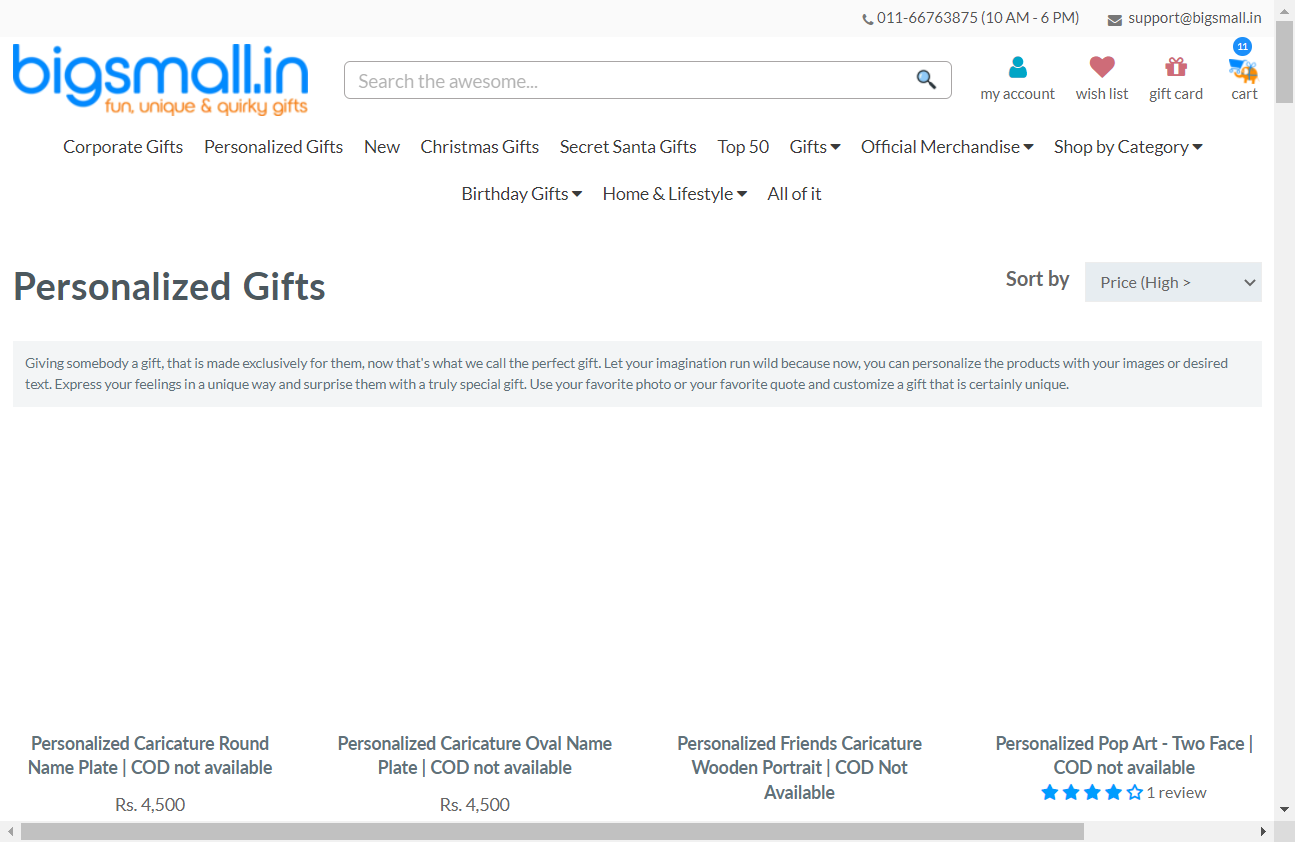 011-66763875 (10 AM - 6 PM) support@bigsmall.in
bigsmall.in
fun, unique & quirky gifts
Search the awesome...
my account
wish list
gift card
11
cart
Corporate Gifts Personalized Gifts New Christmas Gifts Secret Santa Gifts Top 50 Gifts Official Merchandise Shop by Category
Birthday Gifts Home & Lifestyle All of it
Personalized Gifts
Sort by
Price (High >
Giving somebody a gift, that is made exclusively for them, now that's what we call the perfect gift. Let your imagination run wild because now, you can personalize the products with your images or desired
text. Express your feelings in a unique way and surprise them with a truly special gift. Use your favorite photo or your favorite quote and customize a gift that is certainly unique.
Personalized Caricature Round
Name Plate | COD not available
Rs. 4,500
Personalized Caricature Oval Name
Plate | COD not available
Rs. 4,500
Personalized Friends Caricature
Wooden Portrait | COD Not
Available
Personalized Pop Art - Two Face |
COD not available
1 review